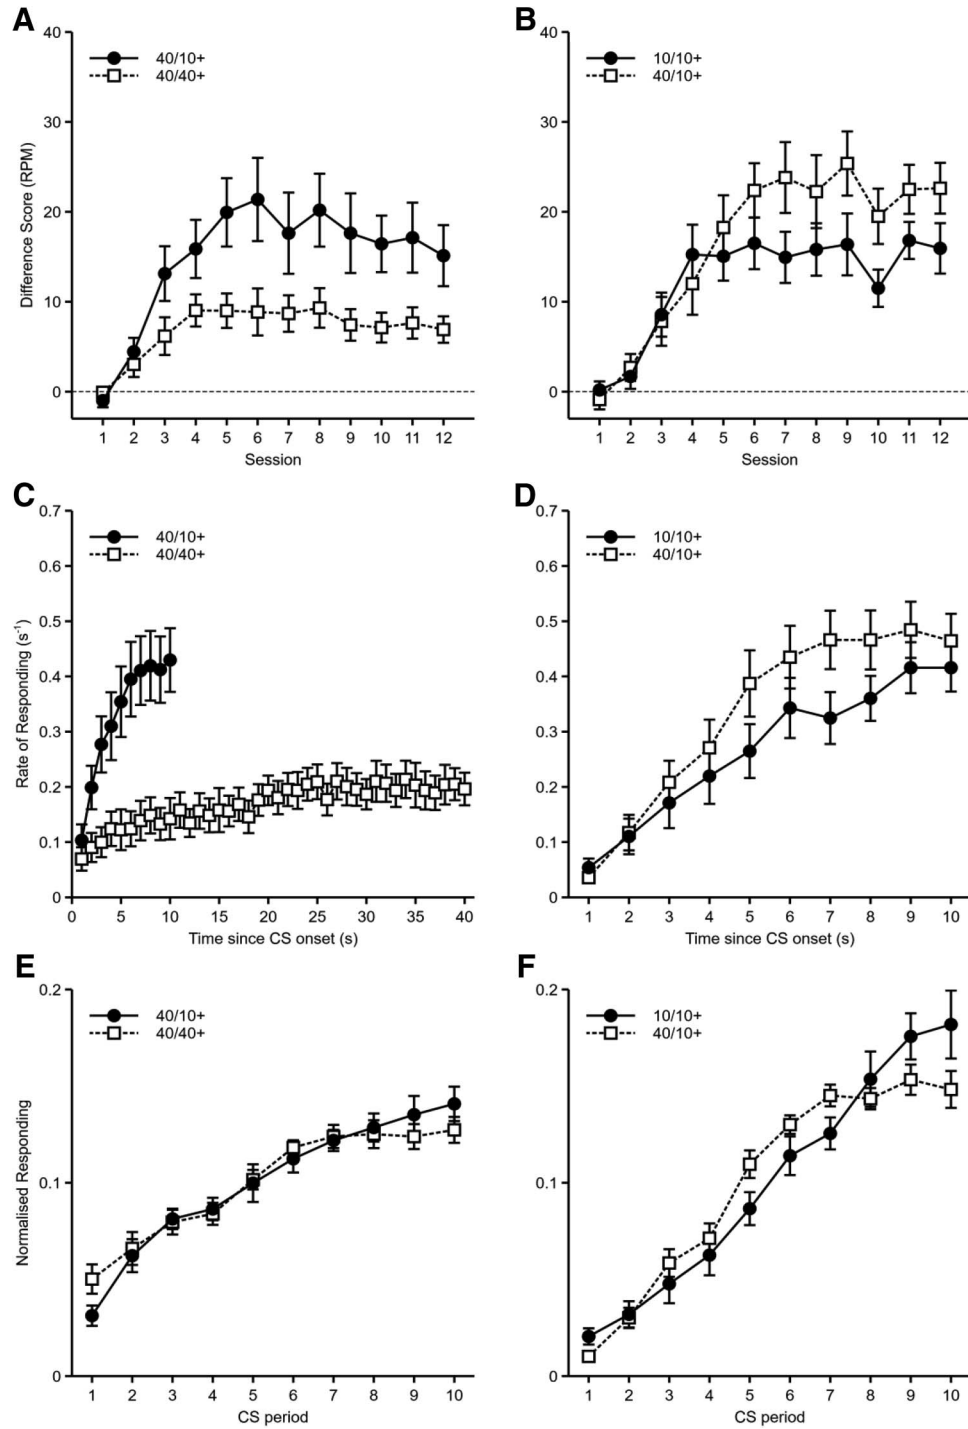 A
40
30
20
10
0
Difference Score (RPM)
40/10+
40/40+
1 2 3 4 5 6 7 8 9 10 11 12
Session
B
40
30
20
10
0
10/10+
40/10+
1 2 3 4 5 6 7 8 9 10 11 12
Session
C
0.7
0.6
0.5
0.4
0.3
0.2
0.1
0
Rate of Responding (s⁻¹)
40/10+
40/40+
0 5 10 15 20 25 30 35 40
Time since CS onset (s)
D
0.7
0.6
0.5
0.4
0.3
0.2
0.1
0
10/10+
40/10+
1 2 3 4 5 6 7 8 9 10
Time since CS onset (s)
E
0.2
0.1
0
Normalised Responding
40/10+
40/40+
1 2 3 4 5 6 7 8 9 10
CS period
F
0.2
0.1
0
10/10+
40/10+
1 2 3 4 5 6 7 8 9 10
CS period